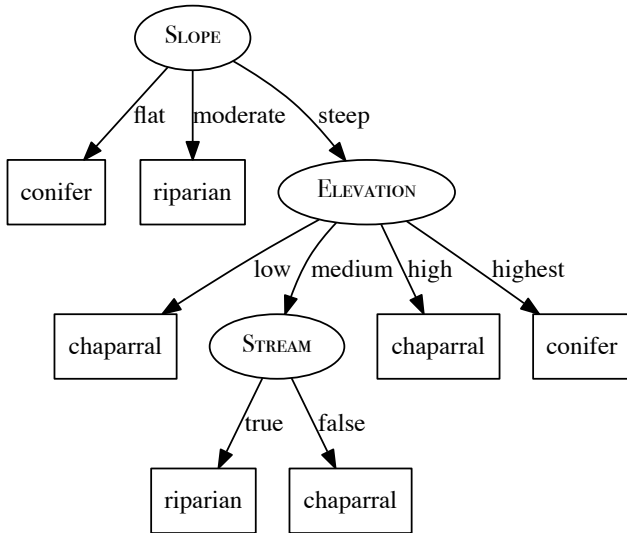 SLOPE
flat
moderate
steep
conifer
riparian
ELEVATION
low
medium
high
highest
chaparral
STREAM
chaparral
conifer
true
false
riparian
chaparral